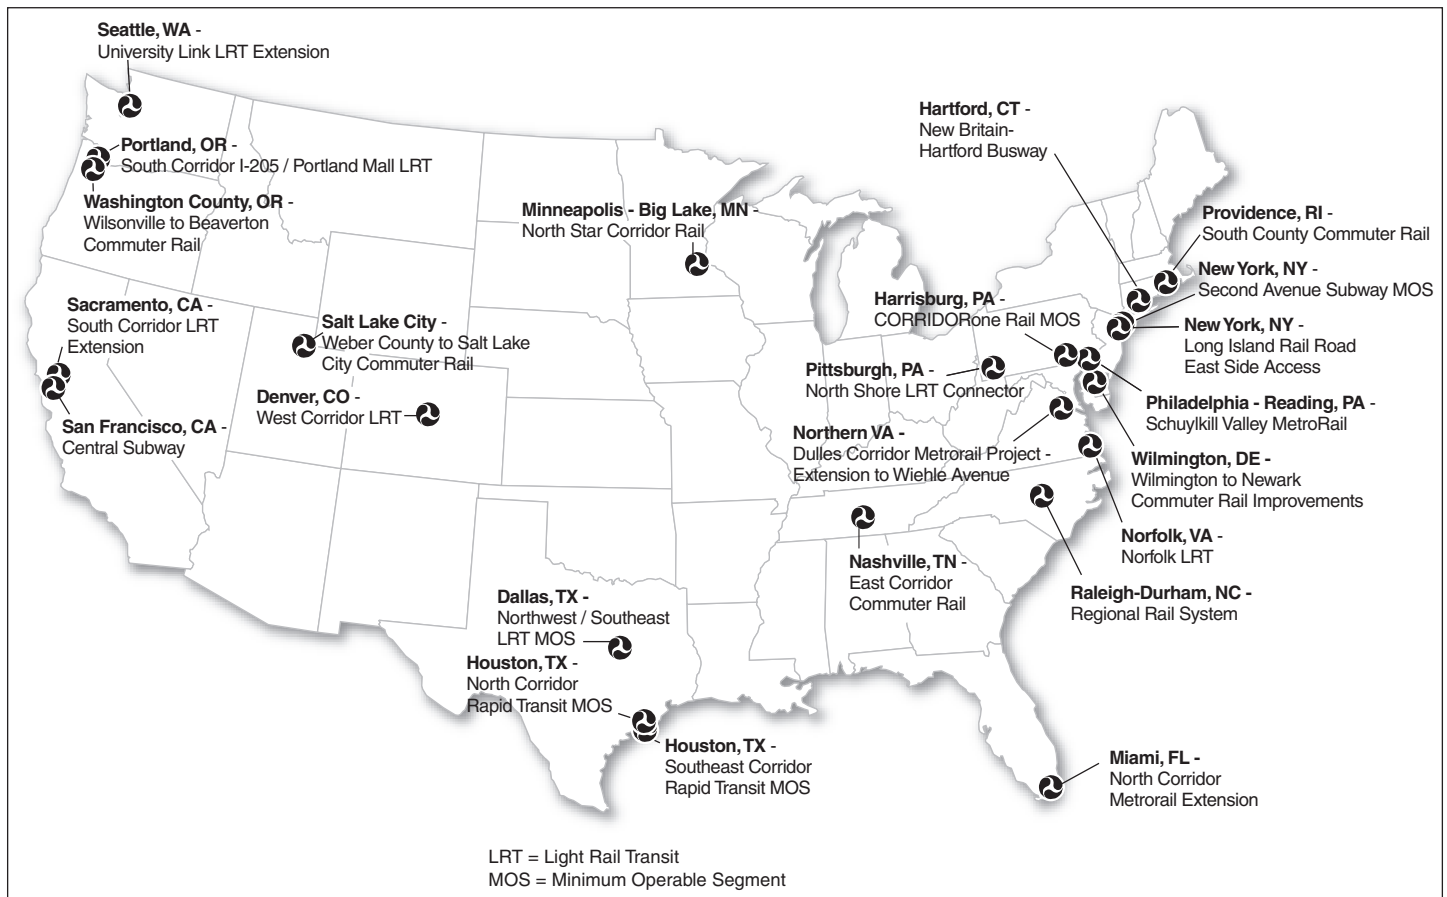 Seattle, WA -
University Link LRT Extension
Portland, OR -
South Corridor I-205 / Portland Mall LRT
Washington County, OR -
Wilsonville to Beaverton
Commuter Rail
Sacramento, CA -
South Corridor LRT
Extension
San Francisco, CA -
Central Subway
Salt Lake City -
Weber County to Salt Lake
City Commuter Rail
Denver, CO -
West Corridor LRT
Minneapolis - Big Lake, MN -
North Star Corridor Rail
Dallas, TX -
Northwest / Southeast
LRT MOS
Houston, TX -
North Corridor
Rapid Transit MOS
Houston, TX -
Southeast Corridor
Rapid Transit MOS
Hartford, CT -
New Britain-
Hartford Busway
Providence, RI -
South County Commuter Rail
New York, NY -
Second Avenue Subway MOS
New York, NY -
Long Island Rail Road
East Side Access
Harrisburg, PA -
CORRIDORone Rail MOS
Pittsburgh, PA -
North Shore LRT Connector
Philadelphia - Reading, PA -
Schuylkill Valley MetroRail
Northern VA -
Dulles Corridor Metrorail Project -
Extension to Wiehle Avenue
Wilmington, DE -
Wilmington to Newark
Commuter Rail Improvements
Norfolk, VA -
Norfolk LRT
Nashville, TN -
East Corridor
Commuter Rail
Raleigh-Durham, NC -
Regional Rail System
Miami, FL -
North Corridor
Metrorail Extension
LRT = Light Rail Transit
MOS = Minimum Operable Segment